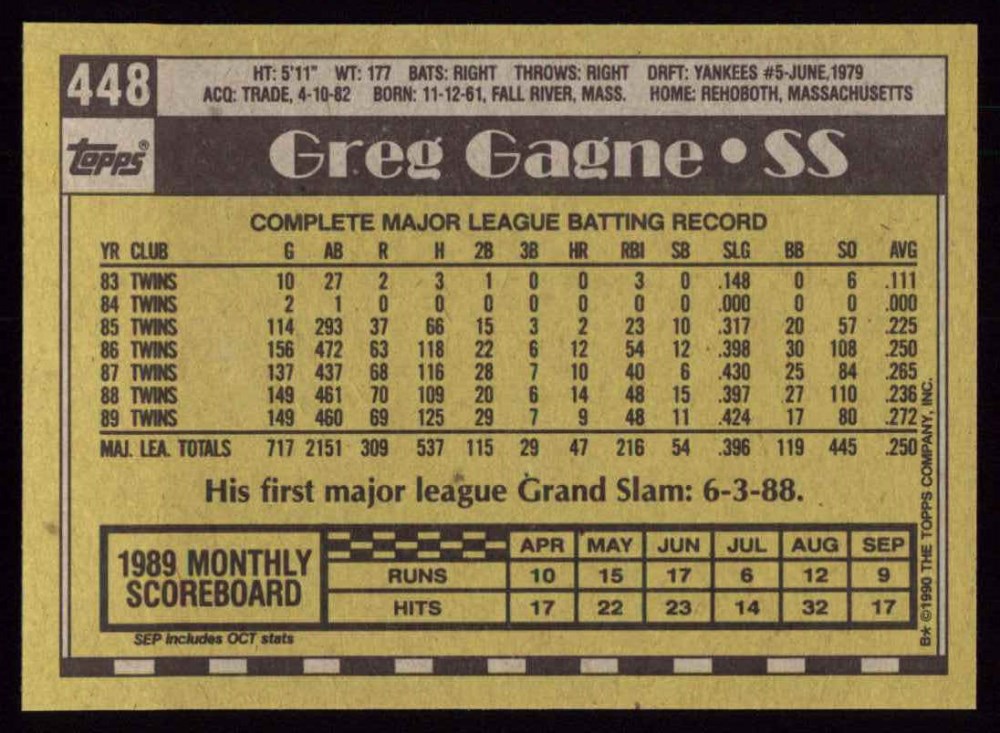 448
HT: 5'11" WT: 177 BATS: RIGHT THROWS: RIGHT DRFT: YANKEES #5-JUNE,1979
ACQ: TRADE, 4-10-82 BORN: 11-12-61, FALL RIVER, MASS. HOME: REHOBOTH, MASSACHUSETTS
topps®
Greg Gagne • SS
COMPLETE MAJOR LEAGUE BATTING RECORD
YR CLUB G AB R H 2B 3B HR RBI SB SLG BB SO AVG
83 TWINS 10 27 2 3 1 0 0 3 0 .148 0 6 .111
84 TWINS 2 1 0 0 0 0 0 0 0 .000 0 0 .000
85 TWINS 114 293 37 66 15 3 2 23 10 .317 20 57 .225
86 TWINS 156 472 63 118 22 6 12 54 12 .398 30 108 .250
87 TWINS 137 437 68 116 28 7 10 40 6 .430 25 84 .265
88 TWINS 149 461 70 109 20 6 14 48 15 .397 27 110 .236
89 TWINS 149 460 69 125 29 7 9 48 11 .424 17 80 .272
MAJ. LEA. TOTALS 717 2151 309 537 115 29 47 216 54 .396 119 445 .250
His first major league Grand Slam: 6-3-88.
1989 MONTHLY
SCOREBOARD
APR MAY JUN JUL AUG SEP
RUNS 10 15 17 6 12 9
HITS 17 22 23 14 32 17
SEP includes OCT stats
B* ©1990 THE TOPPS COMPANY, INC.